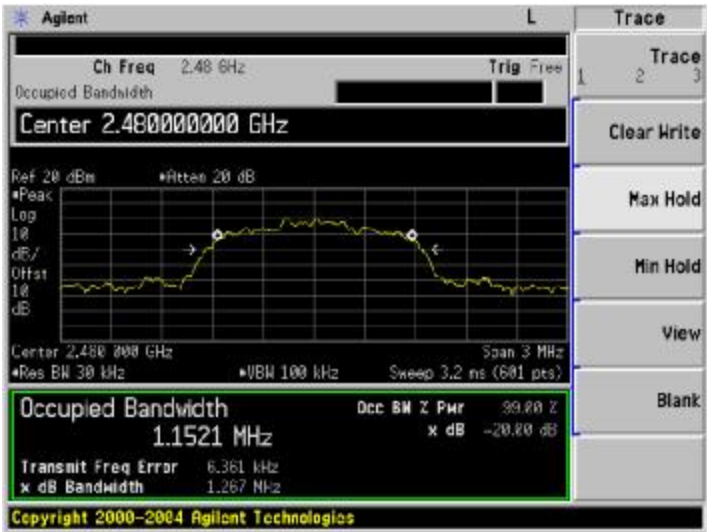 Agilent
L
Trace
Ch Freq 2.48 GHz
Trig Free
Occupied Bandwidth
Center 2.480000000 GHz
Trace
1 2 3
Clear Write
Max Hold
Min Hold
View
Blank
Ref 20 dBm
•Atten 20 dB
•Peak
Log
10
dB/
Offst
10
dB
Center 2.480 000 GHz
Span 3 MHz
•Res BW 30 kHz
•VBW 100 kHz
Sweep 3.2 ms (601 pts)
Occupied Bandwidth
1.1521 MHz
Occ BW % Pwr 99.00 %
x dB -20.00 dB
Transmit Freq Error 6.361 kHz
x dB Bandwidth 1.267 MHz
Copyright 2000-2004 Agilent Technologies